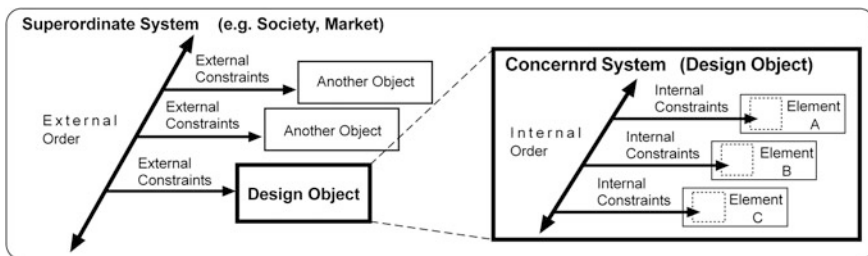 Superordinate System (e.g. Society, Market)
External
Constraints
Another Object
External
Constraints
Another Object
External
Order
External
Constraints
Design Object
Concernrd System (Design Object)
Internal
Constraints
Element
A
Internal
Constraints
Element
B
Internal
Order
Internal
Constraints
Element
C